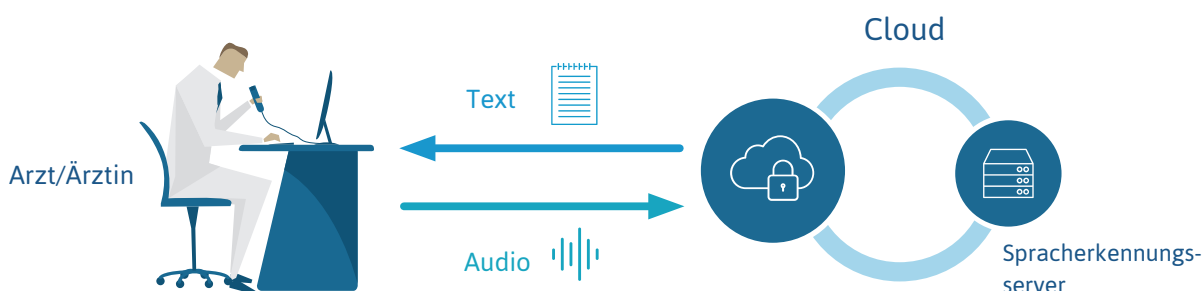 Cloud
Text
Arzt/Ärztin
Audio
Spracherkennungs-
server